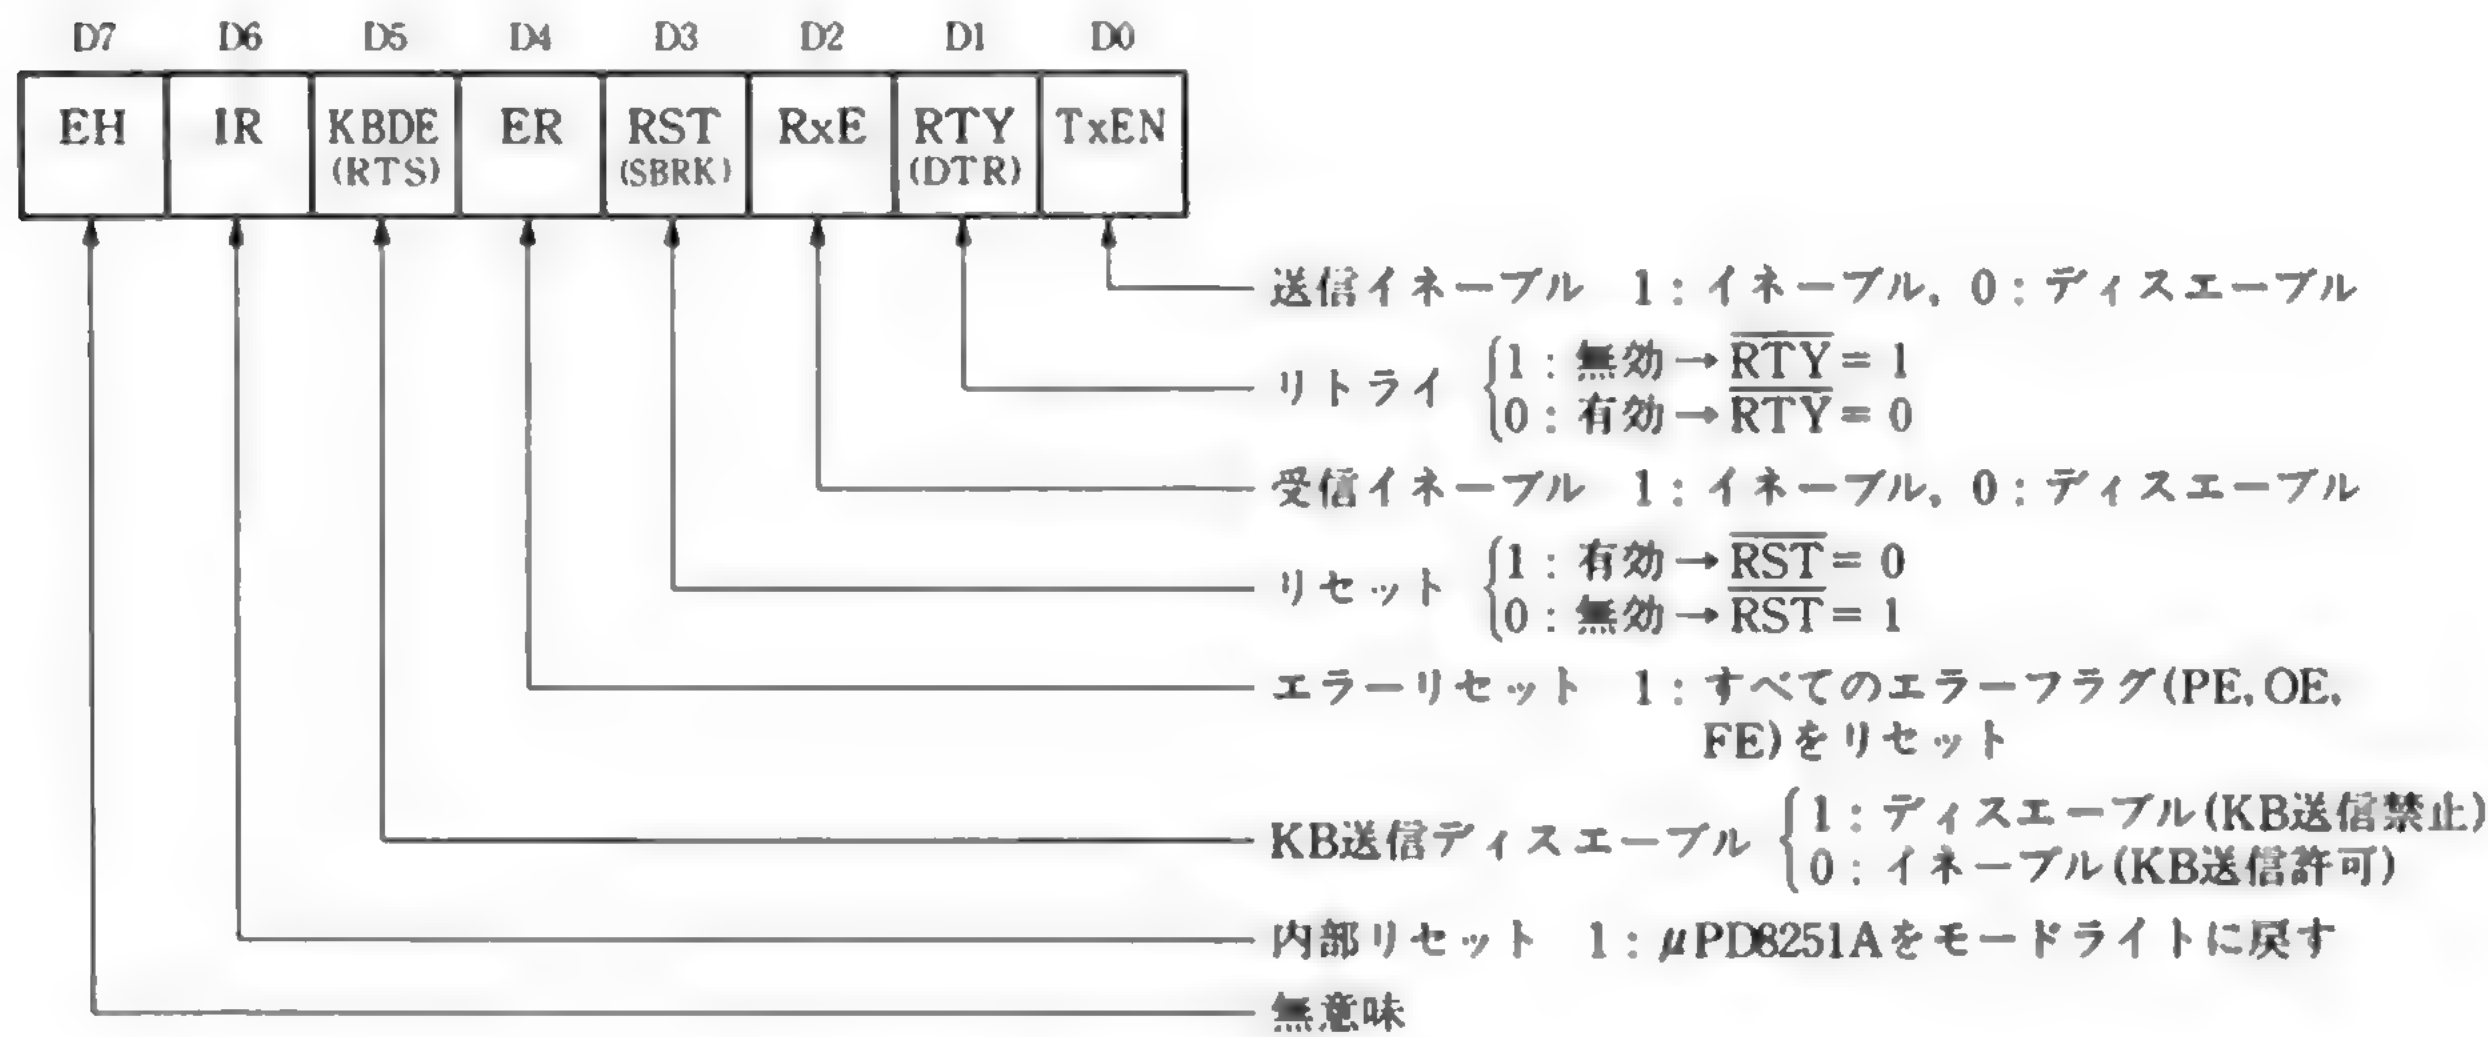 D7 D6 D5 D4 D3 D2 D1 D0
EH IR KBDE ER RST RxE RTY TxEN
(RTS) (SBRK) (DTR)
送信イネーブル 1:イネーブル, 0:ディスエーブル
リトライ 1:無効→R̅T̅Y̅=1
0:有効→R̅T̅Y̅=0
受信イネーブル 1:イネーブル, 0:ディスエーブル
リセット 1:有効→R̅S̅T̅=0
0:無効→R̅S̅T̅=1
エラーリセット 1:すべてのエラーフラグ(PE, OE,
FE)をリセット
KB送信ディスエーブル 1:ディスエーブル(KB送信禁止)
0:イネーブル(KB送信許可)
内部リセット 1:μPD8251Aをモードライトに戻す
無意味